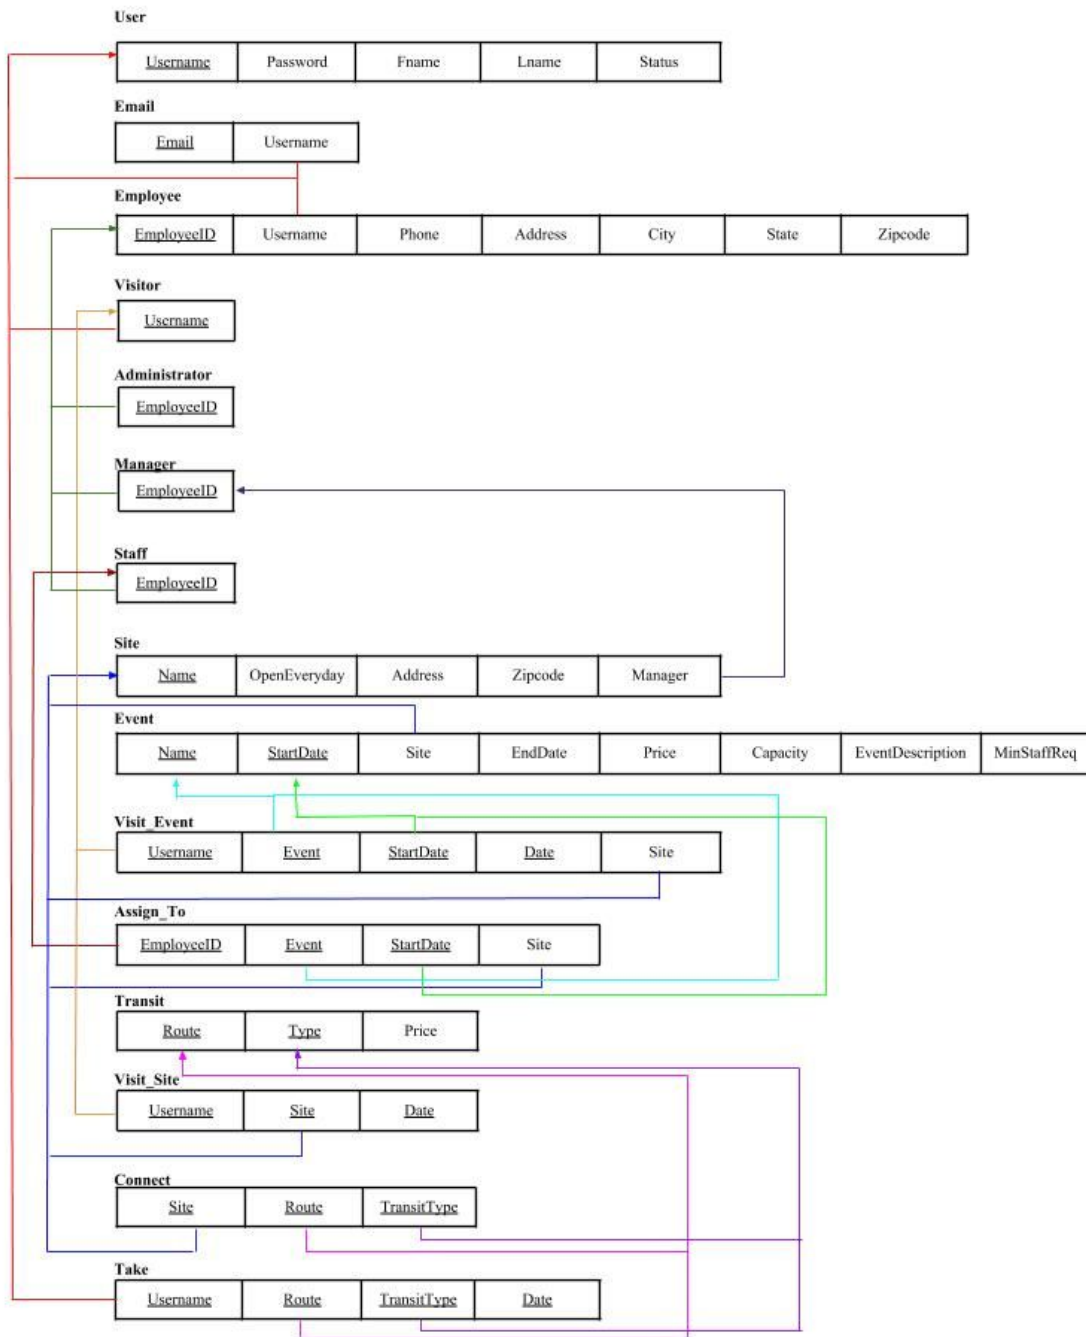 User
Username Password Fname Lname Status
Email
Email Username
Employee
EmployeeID Username Phone Address City State Zipcode
Visitor
Username
Administrator
EmployeeID
Manager
EmployeeID
Staff
EmployeeID
Site
Name OpenEveryday Address Zipcode Manager
Event
Name StartDate Site EndDate Price Capacity EventDescription MinStaffReq
Visit_Event
Username Event StartDate Date Site
Assign_To
EmployeeID Event StartDate Site
Transit
Route Type Price
Visit_Site
Username Site Date
Connect
Site Route TransitType
Take
Username Route TransitType Date